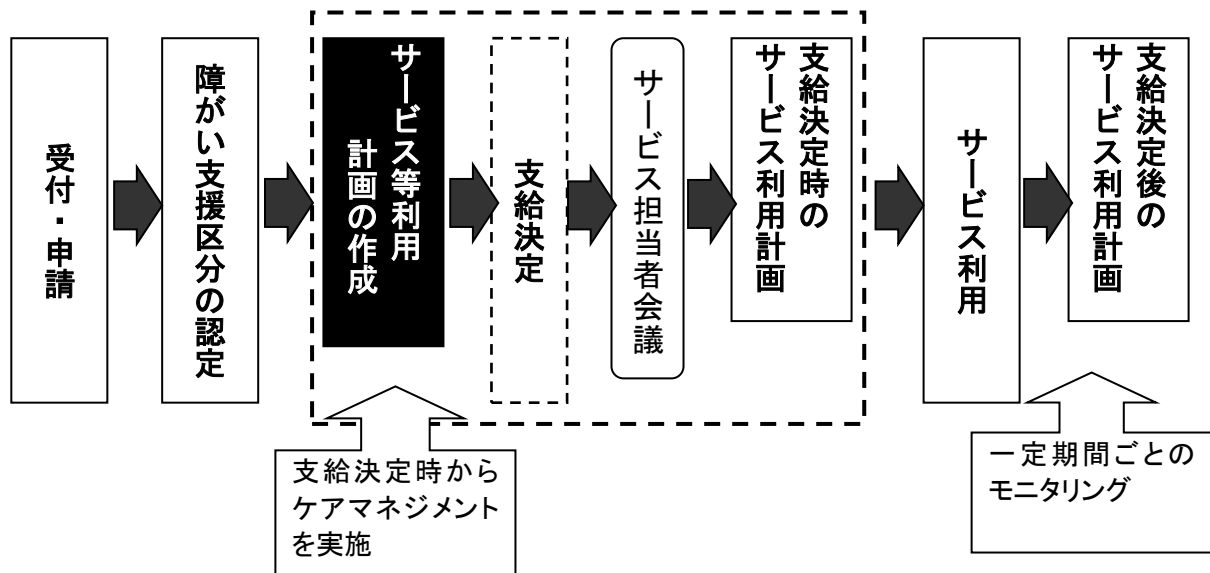 受付・申請
障がい支援区分の認定
サービス等利用
計画の作成
支給決定
サービス担当者会議
支給決定時の
サービス利用計画
サービス利用
支給決定後の
サービス利用計画
支給決定時から
ケアマネジメント
を実施
一定期間ごとの
モニタリング